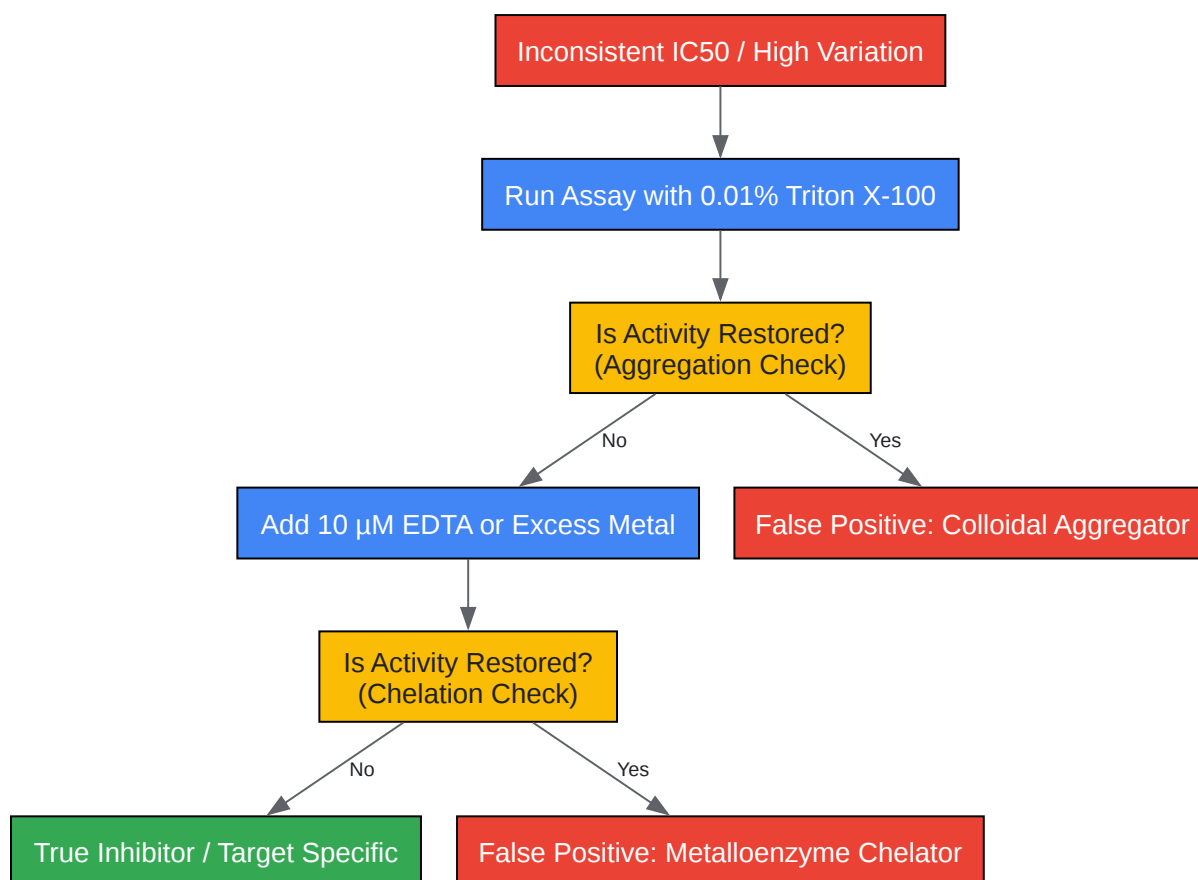 Inconsistent IC50 / High Variation
Run Assay with 0.01% Triton X-100
Is Activity Restored?
(Aggregation Check)
No
Yes
Add 10 µM EDTA or Excess Metal
False Positive: Colloidal Aggregator
Is Activity Restored?
(Chelation Check)
No
Yes
True Inhibitor / Target Specific
False Positive: Metalloenzyme Chelator